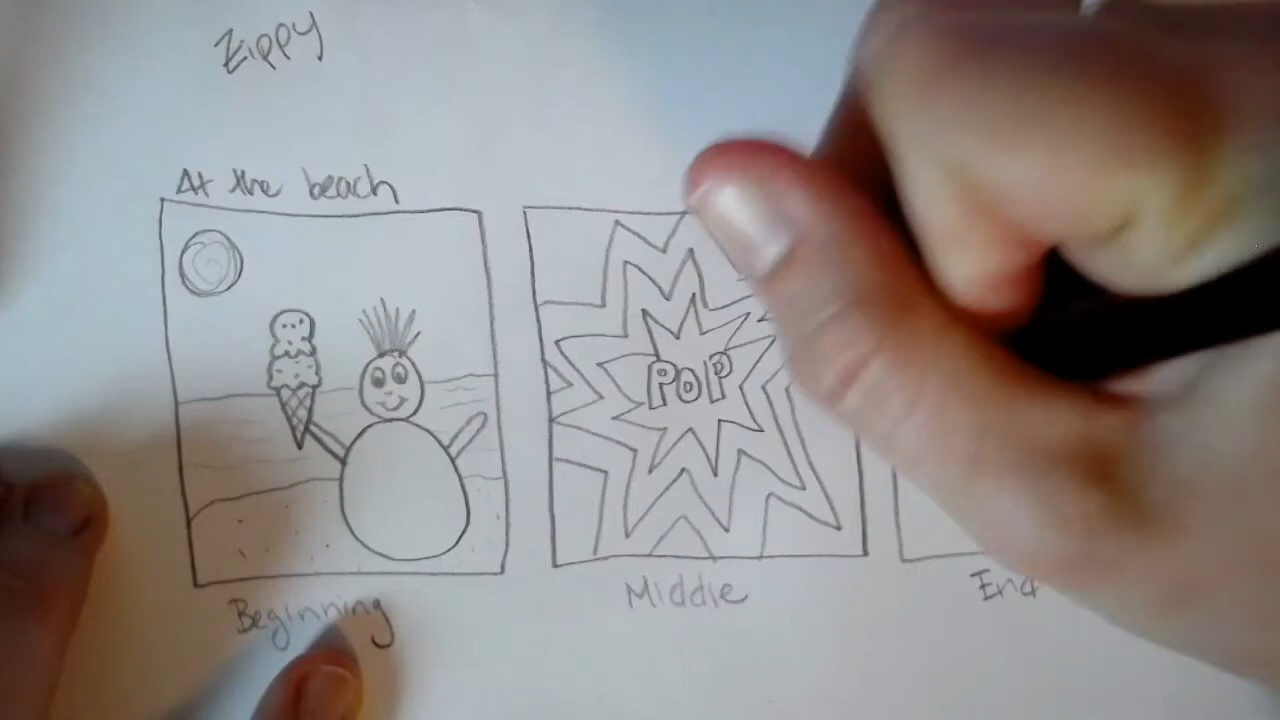 Zippy
At the beach
POP
Beginning
Middle
End